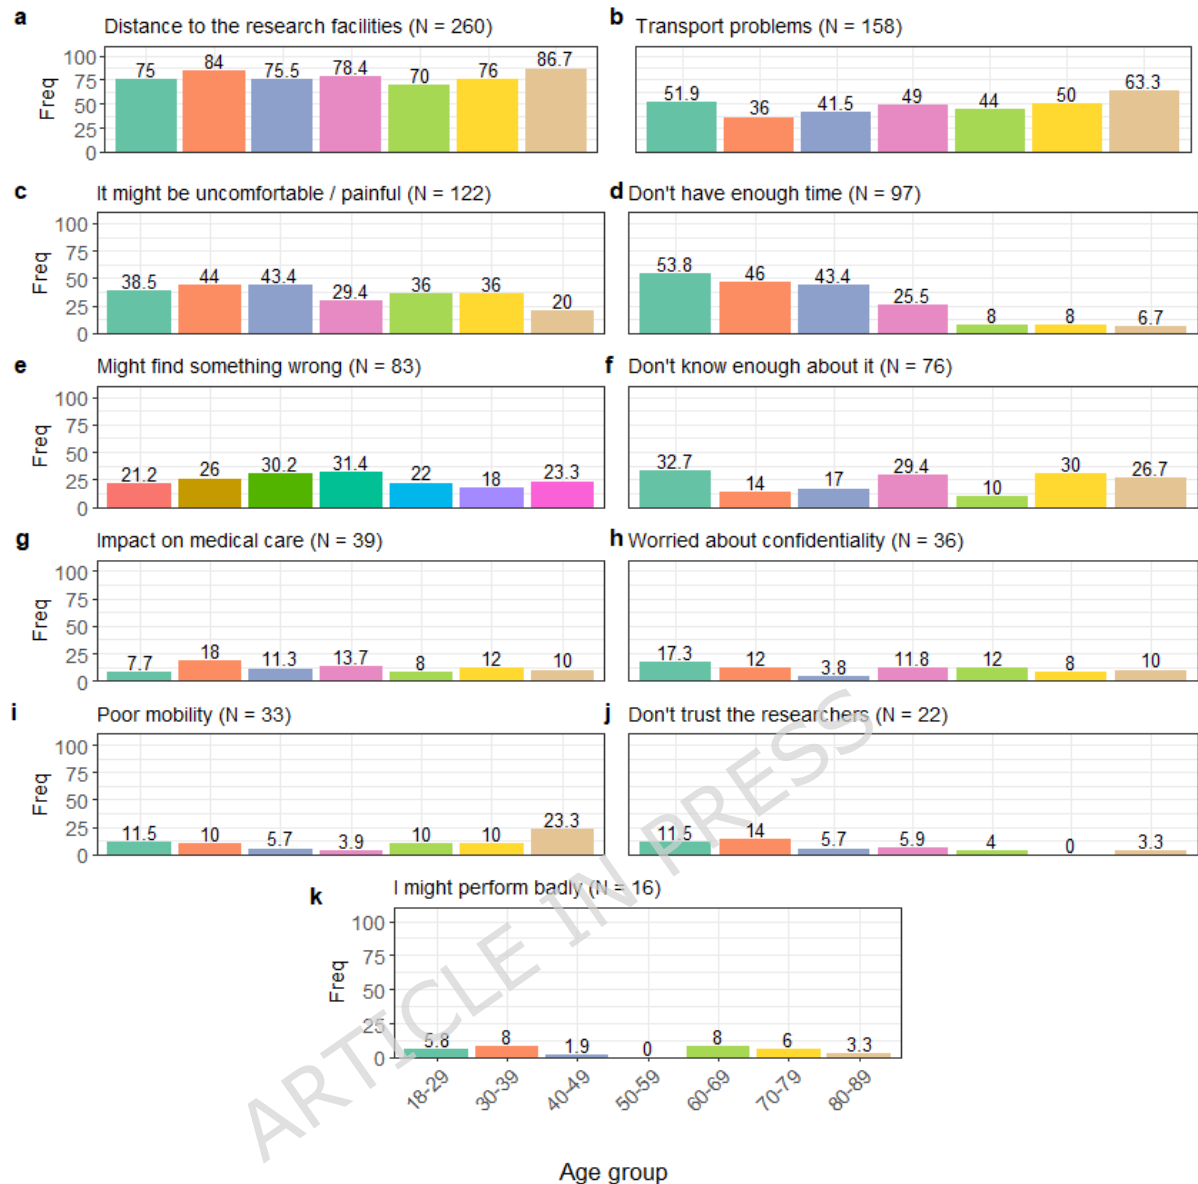 a Distance to the research facilities (N = 260)
Freq
100
75
50
25
0
75 84 75.5 78.4 70 76 86.7
b Transport problems (N = 158)
51.9 36 41.5 49 44 50 63.3
c It might be uncomfortable / painful (N = 122)
Freq
100
75
50
25
0
38.5 44 43.4 29.4 36 36 20
d Don't have enough time (N = 97)
53.8 46 43.4 25.5 8 8 6.7
e Might find something wrong (N = 83)
Freq
100
75
50
25
0
21.2 26 30.2 31.4 22 18 23.3
f Don't know enough about it (N = 76)
32.7 14 17 29.4 10 30 26.7
g Impact on medical care (N = 39)
Freq
100
75
50
25
0
7.7 18 11.3 13.7 8 12 10
h Worried about confidentiality (N = 36)
17.3 12 3.8 11.8 12 8 10
i Poor mobility (N = 33)
Freq
100
75
50
25
0
11.5 10 5.7 3.9 10 10 23.3
j Don't trust the researchers (N = 22)
11.5 14 5.7 5.9 4 0 3.3
k I might perform badly (N = 16)
Freq
100
75
50
25
0
5.8 8 1.9 0 8 6 3.3
18-29 30-39 40-49 50-59 60-69 70-79 80-89
Age group
ARTICLE IN PRESS